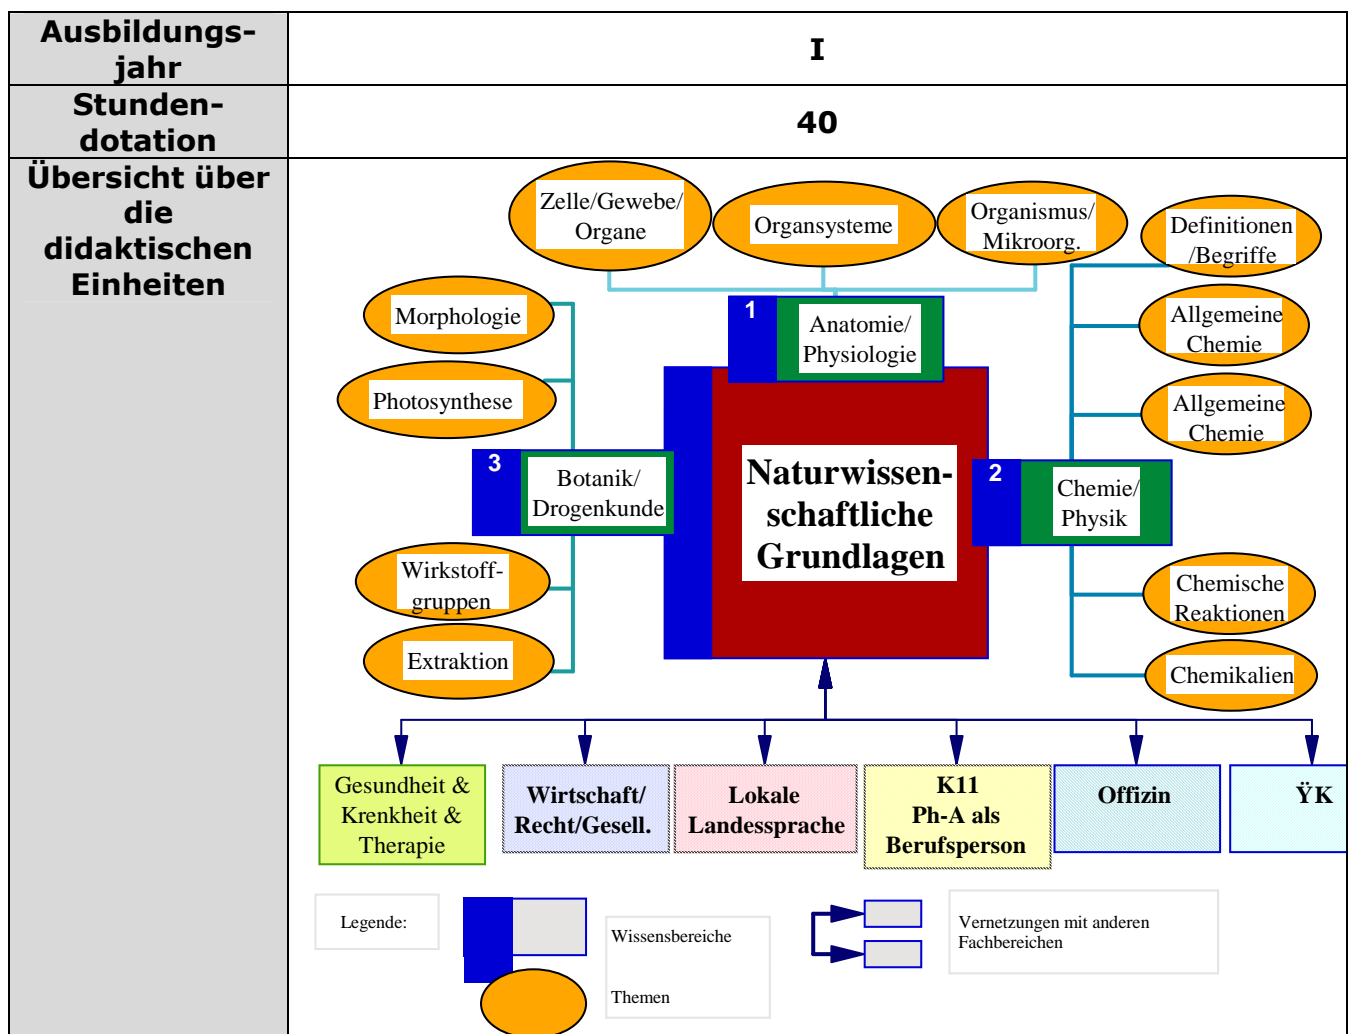 Ausbildungs-
jahr
I
Stunden-
dotation
40
Übersicht über
die
didaktischen
Einheiten
Zelle/Gewebe/
Organe
Organsysteme
Organismus/
Mikroorg.
Definitionen
/Begriffe
Morphologie
Photosynthese
1
Anatomie/
Physiologie
Allgemeine
Chemie
Allgemeine
Chemie
3
Botanik/
Drogenkunde
Naturwissen-
schaftliche
Grundlagen
2
Chemie/
Physik
Wirkstoff-
gruppen
Extraktion
Chemische
Reaktionen
Chemikalien
Gesundheit &
Krenkheit &
Therapie
Wirtschaft/
Recht/Gesell.
Lokale
Landessprache
K11
Ph-A als
Berufsperson
Offizin
ŸK
Legende:
Wissensbereiche
Themen
Vernetzungen mit anderen
Fachbereichen